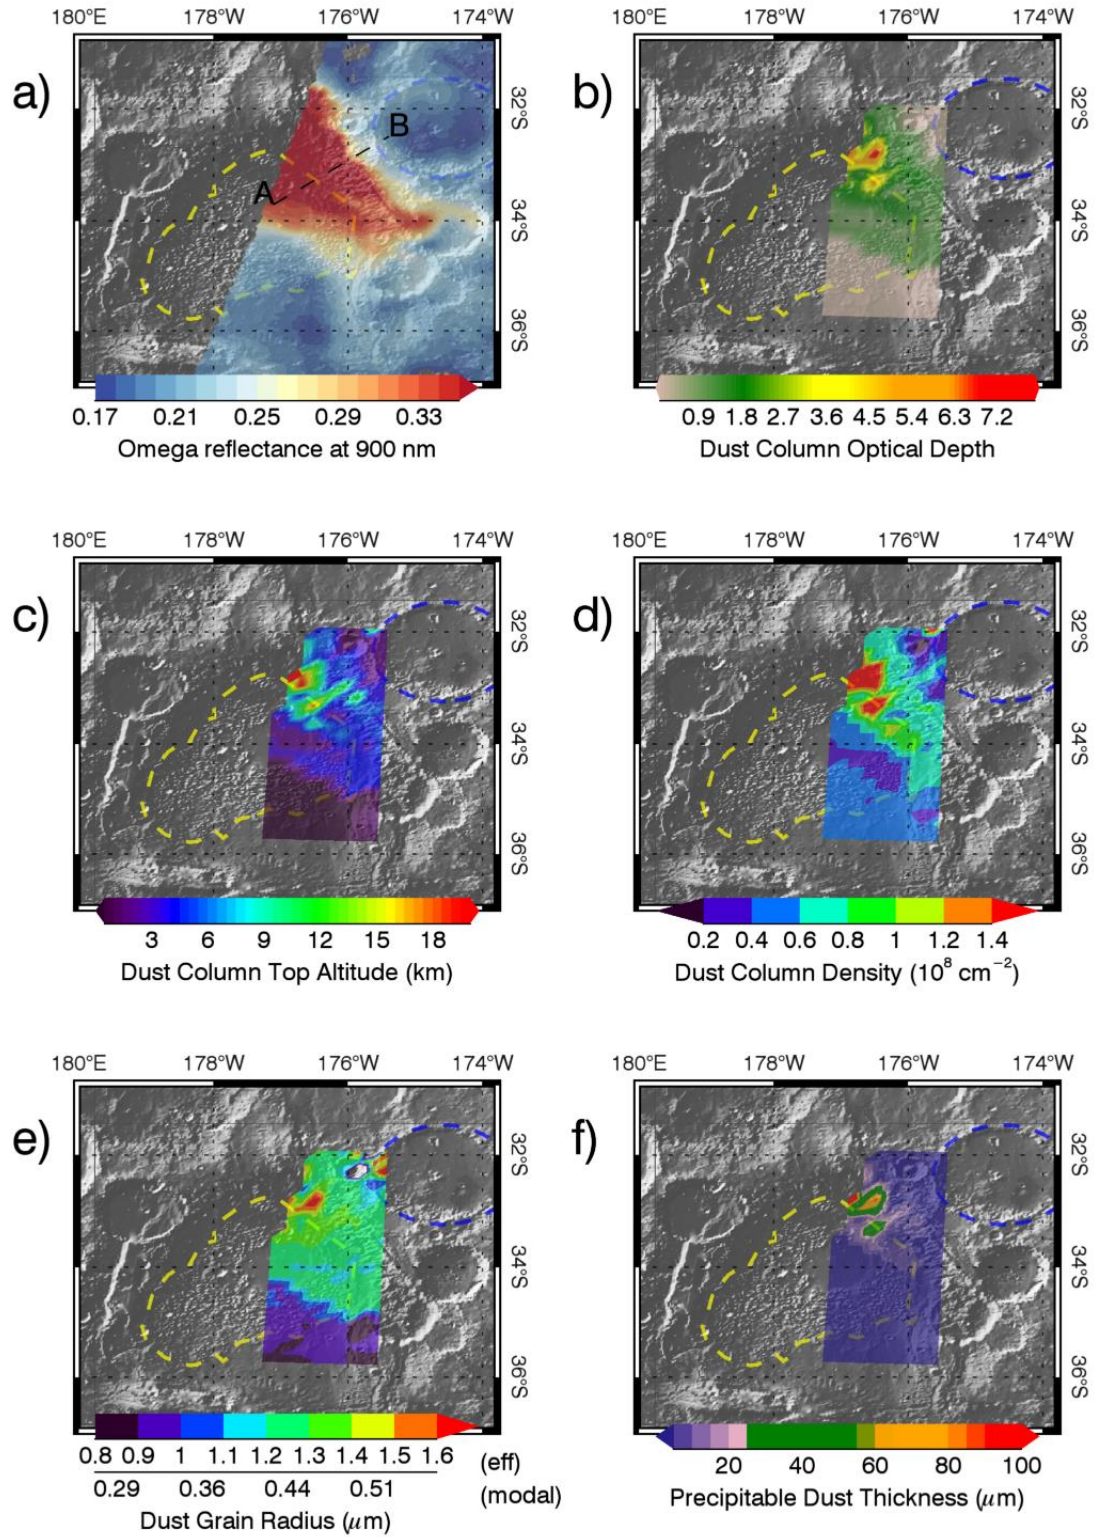 180°E 178°W 176°W 174°W
a)
32°S
34°S
36°S
A
B
0.17 0.21 0.25 0.29 0.33
Omega reflectance at 900 nm
180°E 178°W 176°W 174°W
b)
32°S
34°S
36°S
0.9 1.8 2.7 3.6 4.5 5.4 6.3 7.2
Dust Column Optical Depth
180°E 178°W 176°W 174°W
c)
32°S
34°S
36°S
3 6 9 12 15 18
Dust Column Top Altitude (km)
180°E 178°W 176°W 174°W
d)
32°S
34°S
36°S
0.2 0.4 0.6 0.8 1 1.2 1.4
Dust Column Density (10⁸ cm⁻²)
180°E 178°W 176°W 174°W
e)
32°S
34°S
36°S
0.8 0.9 1 1.1 1.2 1.3 1.4 1.5 1.6 (eff)
0.29 0.36 0.44 0.51 (modal)
Dust Grain Radius (μm)
180°E 178°W 176°W 174°W
f)
32°S
34°S
36°S
20 40 60 80 100
Precipitable Dust Thickness (μm)